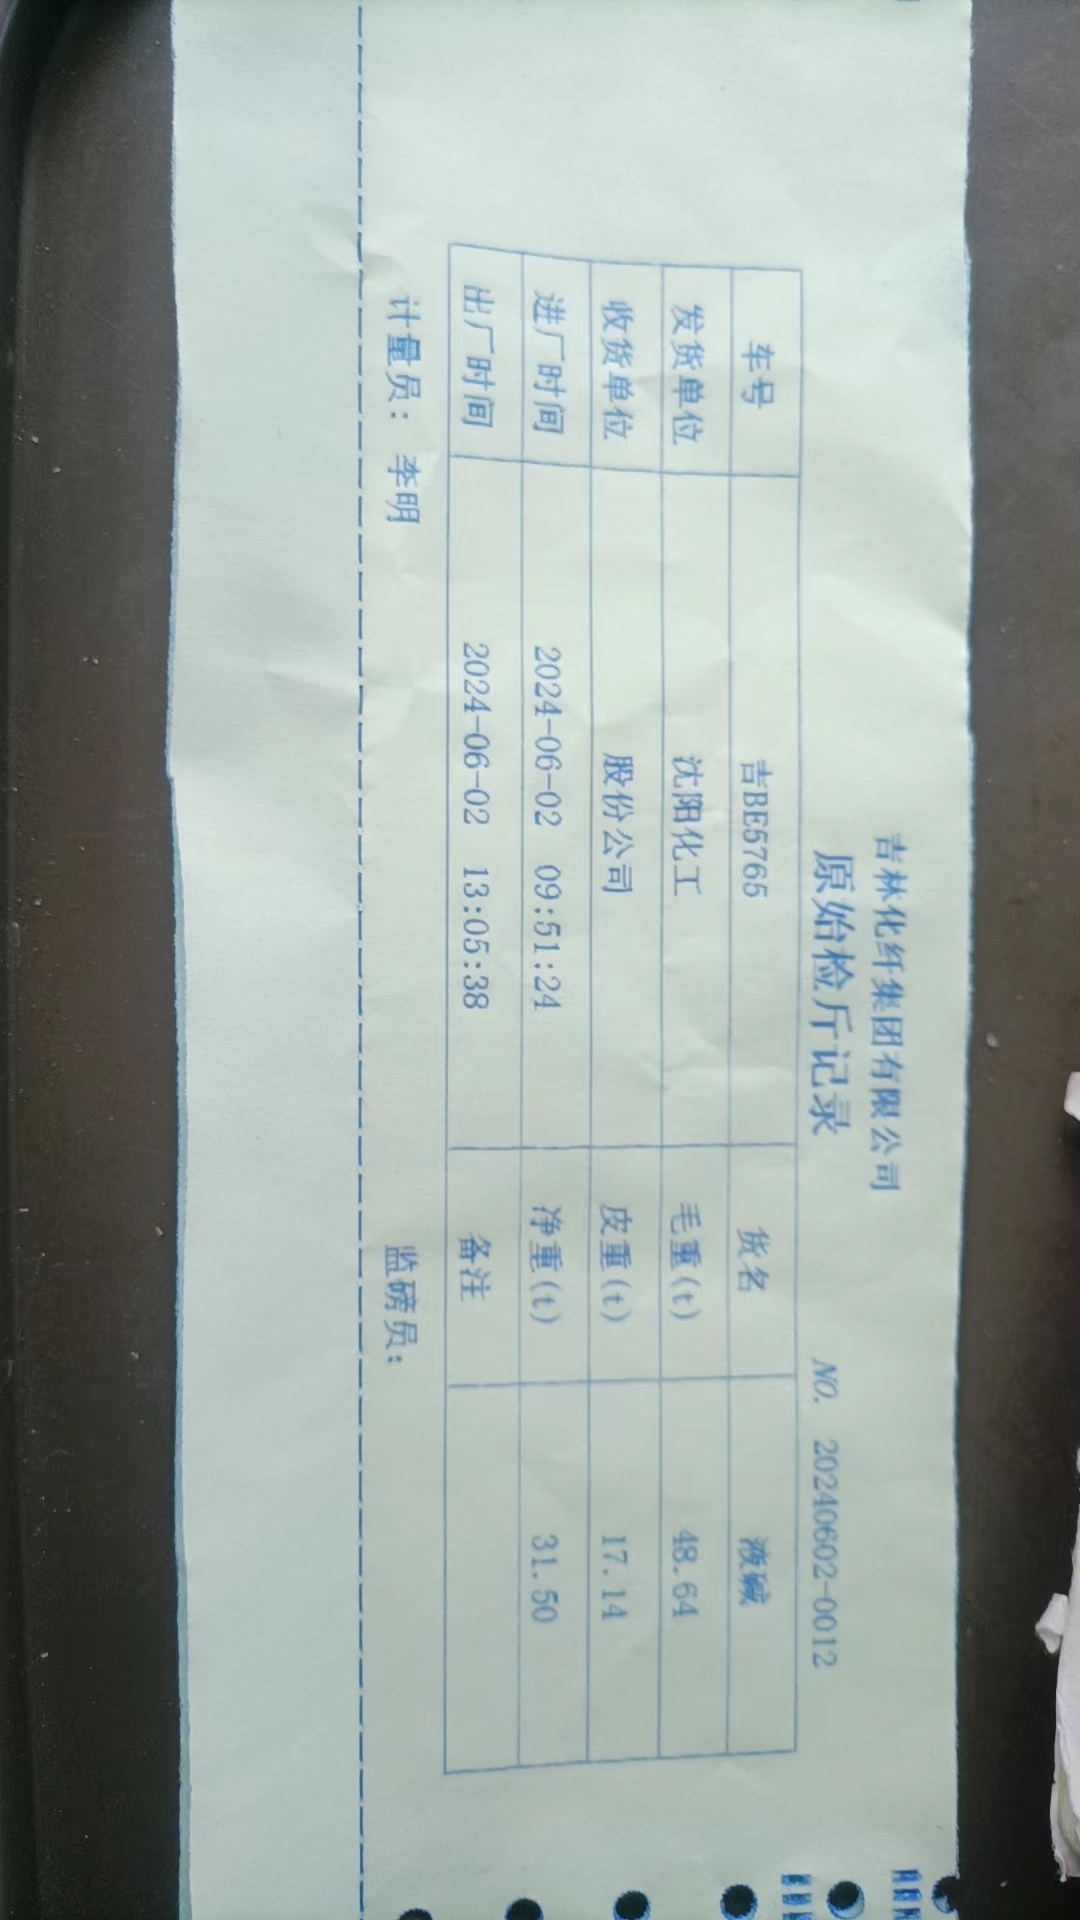 吉林化纤集团有限公司
原始检斤记录
NO. 20240602-0012
车号 吉BE5765 货名 液碱
发货单位 沈阳化工 毛重(t) 48.64
收货单位 股份公司 皮重(t) 17.14
进厂时间 2024-06-02 09:51:24 净重(t) 31.50
出厂时间 2024-06-02 13:05:38 备注
计量员: 李明 监磅员: